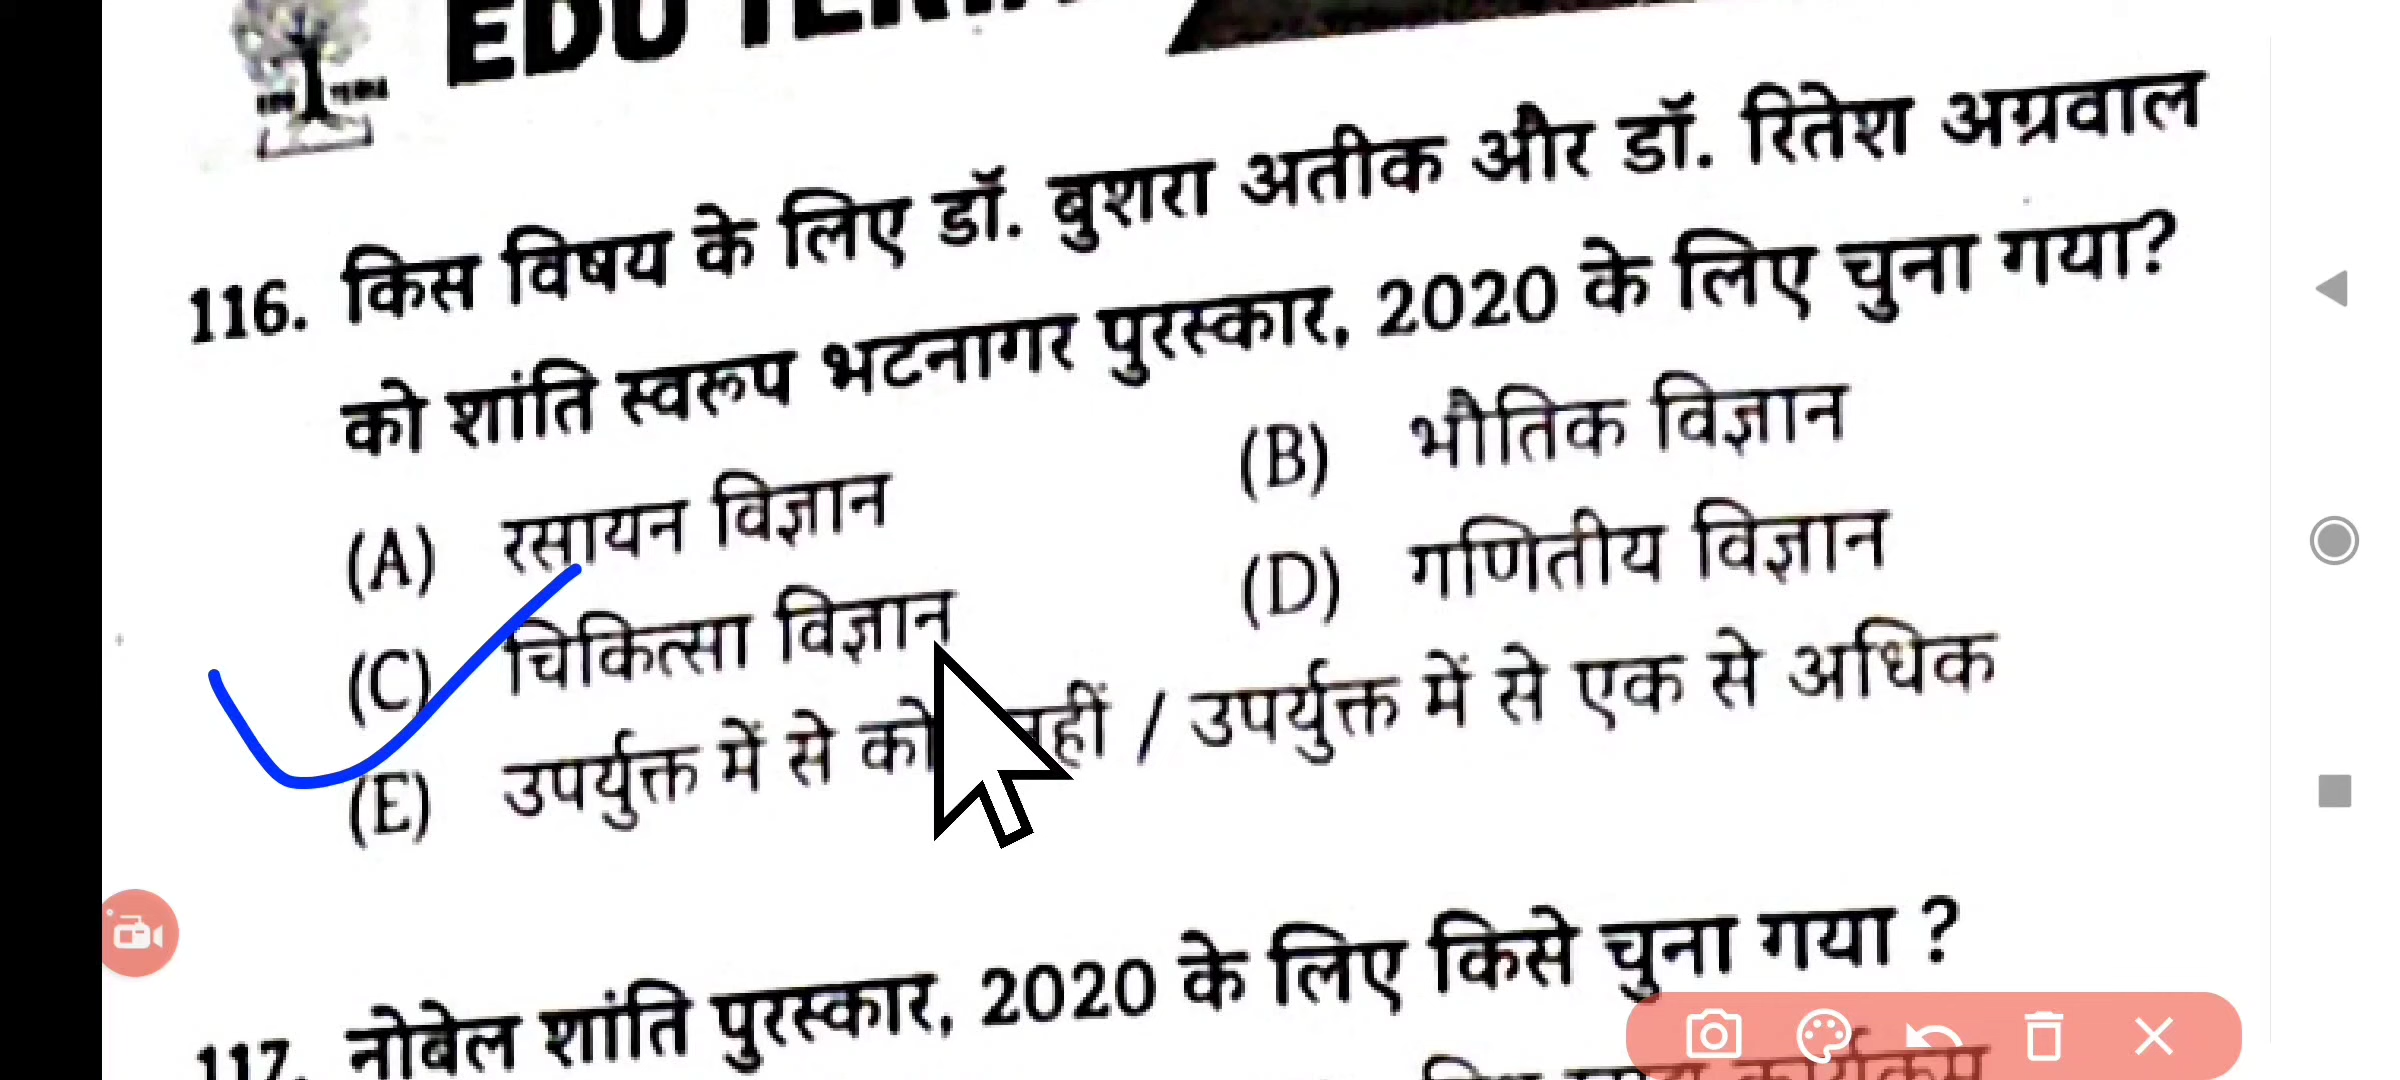 116. किस विषय के लिए डॉ. बुशरा अतीक और डॉ. रितेश अग्रवाल
को शांति स्वरूप भटनागर पुरस्कार, 2020 के लिए चुना गया?
(A) रसायन विज्ञान (B) भौतिक विज्ञान
(C) चिकित्सा विज्ञान (D) गणितीय विज्ञान
(E) उपर्युक्त में से नहीं / उपर्युक्त में से एक से अधिक
117. नोबेल शांति पुरस्कार, 2020 के लिए किसे चुना गया ?